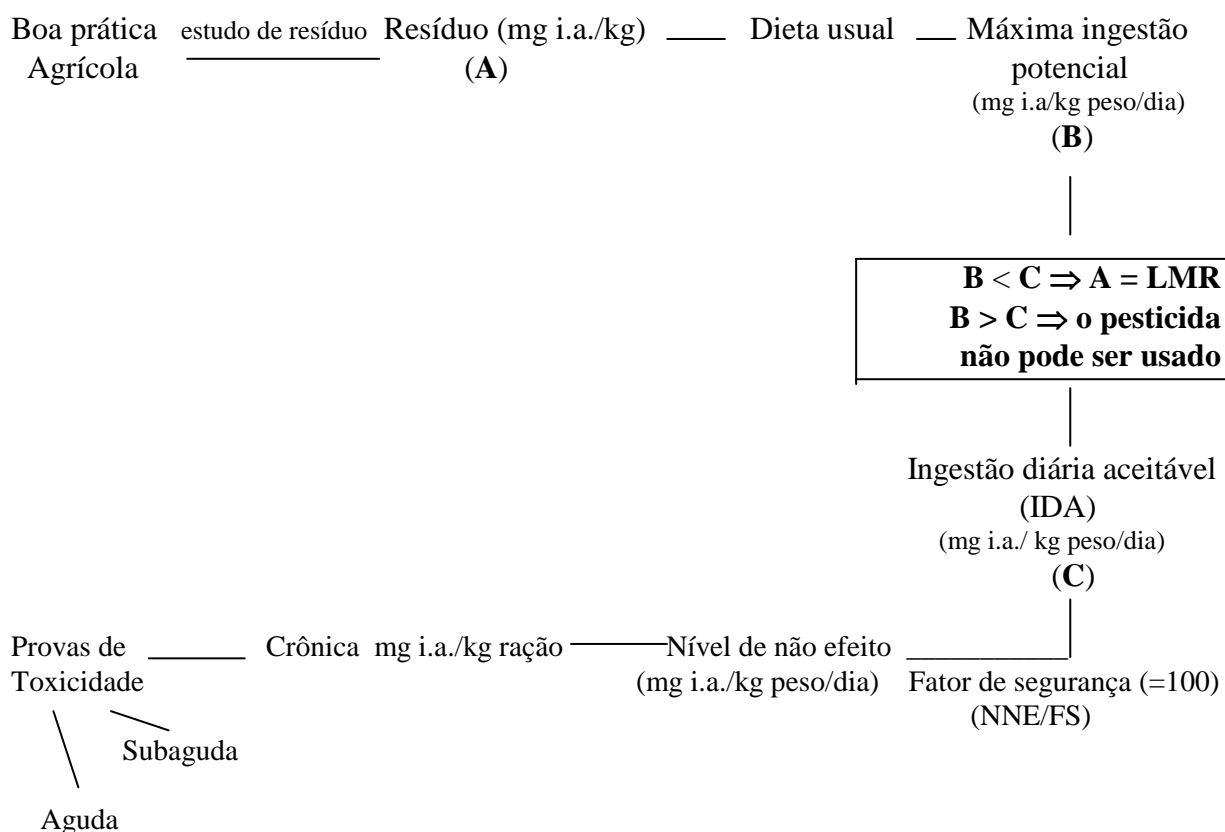 Boa prática estudo de resíduo Resíduo (mg i.a./kg) Dieta usual Máxima ingestão
Agrícola (A) potencial
(mg i.a/kg peso/dia)
(B)
B < C ⇒ A = LMR
B > C ⇒ o pesticida
não pode ser usado
Ingestão diária aceitável
(IDA)
(mg i.a./ kg peso/dia)
(C)
Provas de Crônica mg i.a./kg ração Nível de não efeito
Toxicidade (mg i.a./kg peso/dia) Fator de segurança (=100)
(NNE/FS)
Subaguda
Aguda